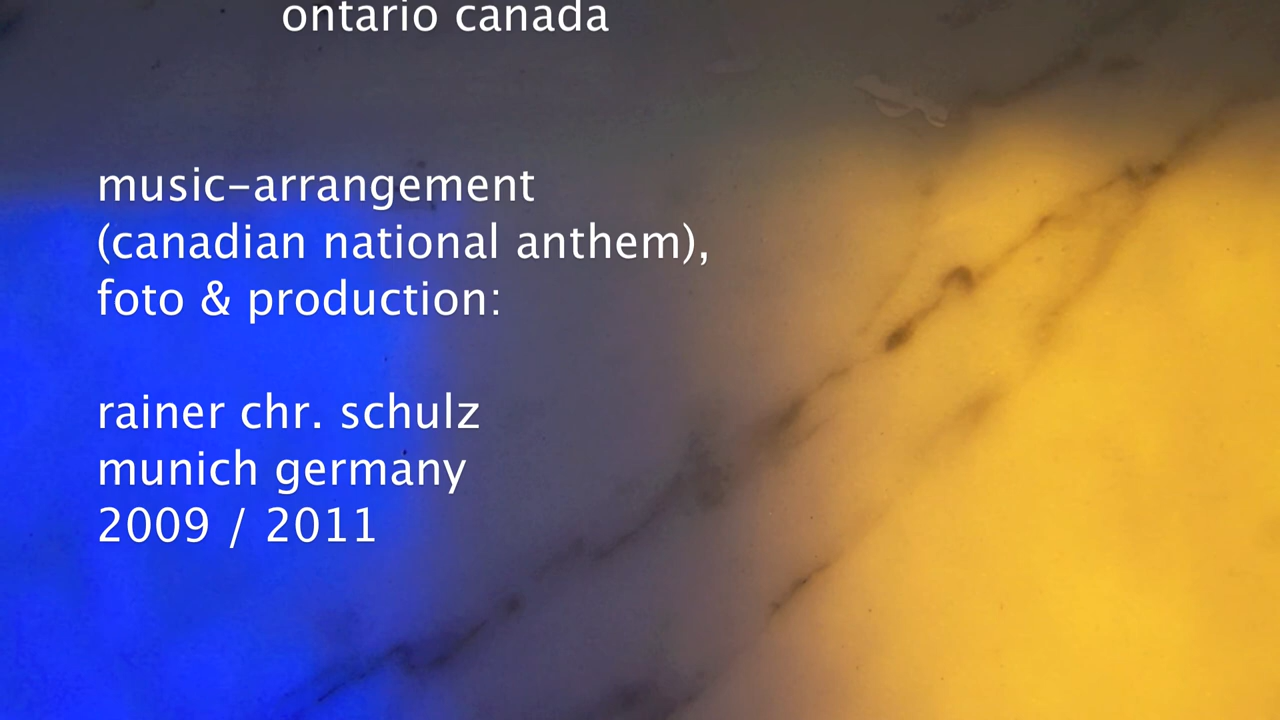 ontario canada
music-arrangement
(canadian national anthem),
foto & production:
rainer chr. schulz
munich germany
2009 / 2011